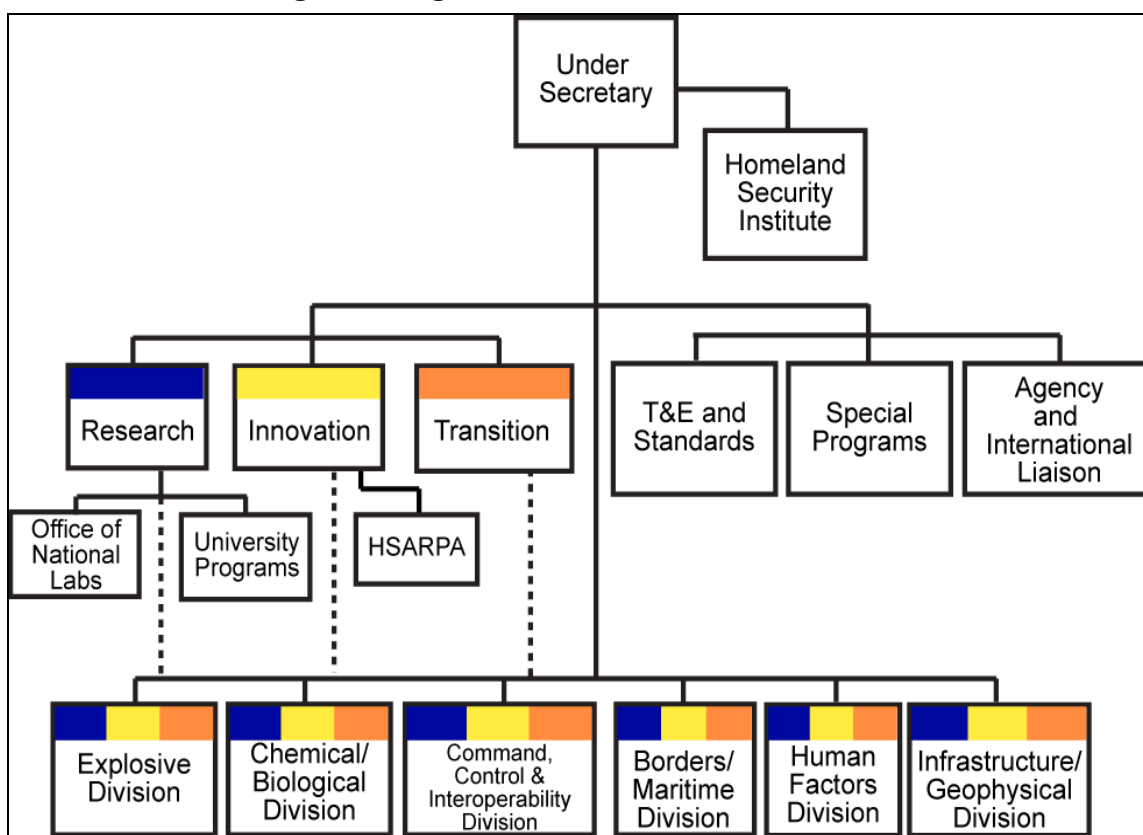 Under
Secretary
Homeland
Security
Institute
Research
Innovation
Transition
T&E and
Standards
Special
Programs
Agency
and
International
Liaison
Office of
National
Labs
University
Programs
HSARPA
Explosive
Division
Chemical/
Biological
Division
Command,
Control &
Interoperability
Division
Borders/
Maritime
Division
Human
Factors
Division
Infrastructure/
Geophysical
Division